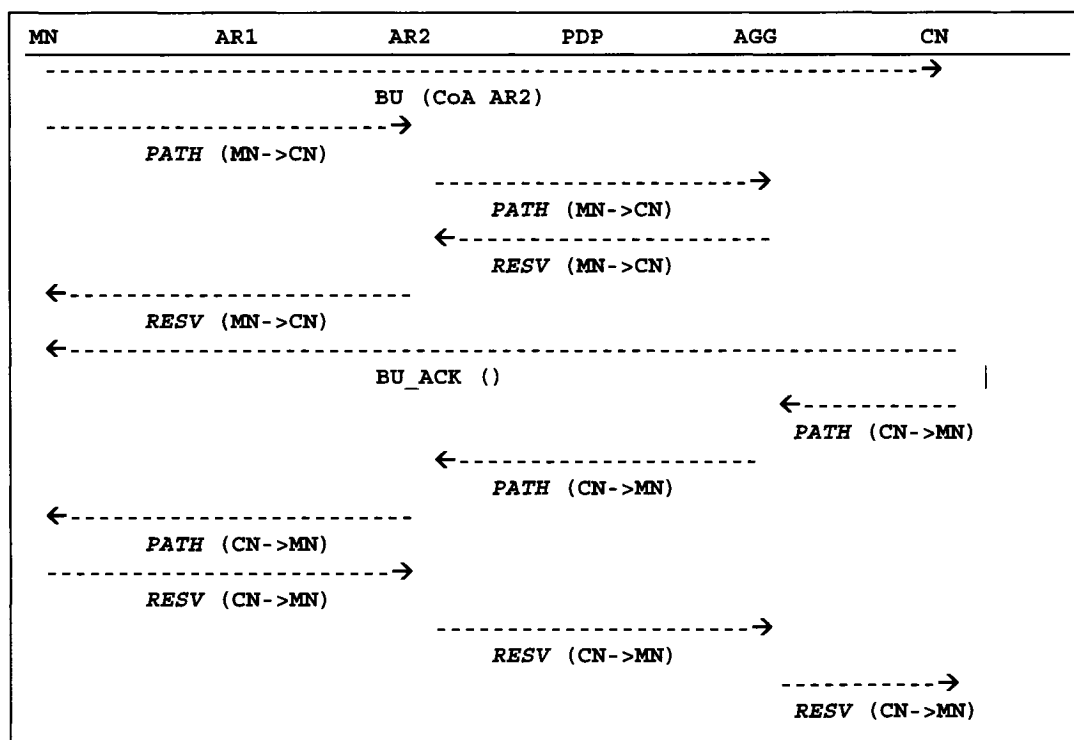 MN AR1 AR2 PDP AGG CN
BU (CoA AR2)
PATH (MN->CN)
PATH (MN->CN)
RESV (MN->CN)
RESV (MN->CN)
BU_ACK ()
PATH (CN->MN)
PATH (CN->MN)
PATH (CN->MN)
RESV (CN->MN)
RESV (CN->MN)
RESV (CN->MN)